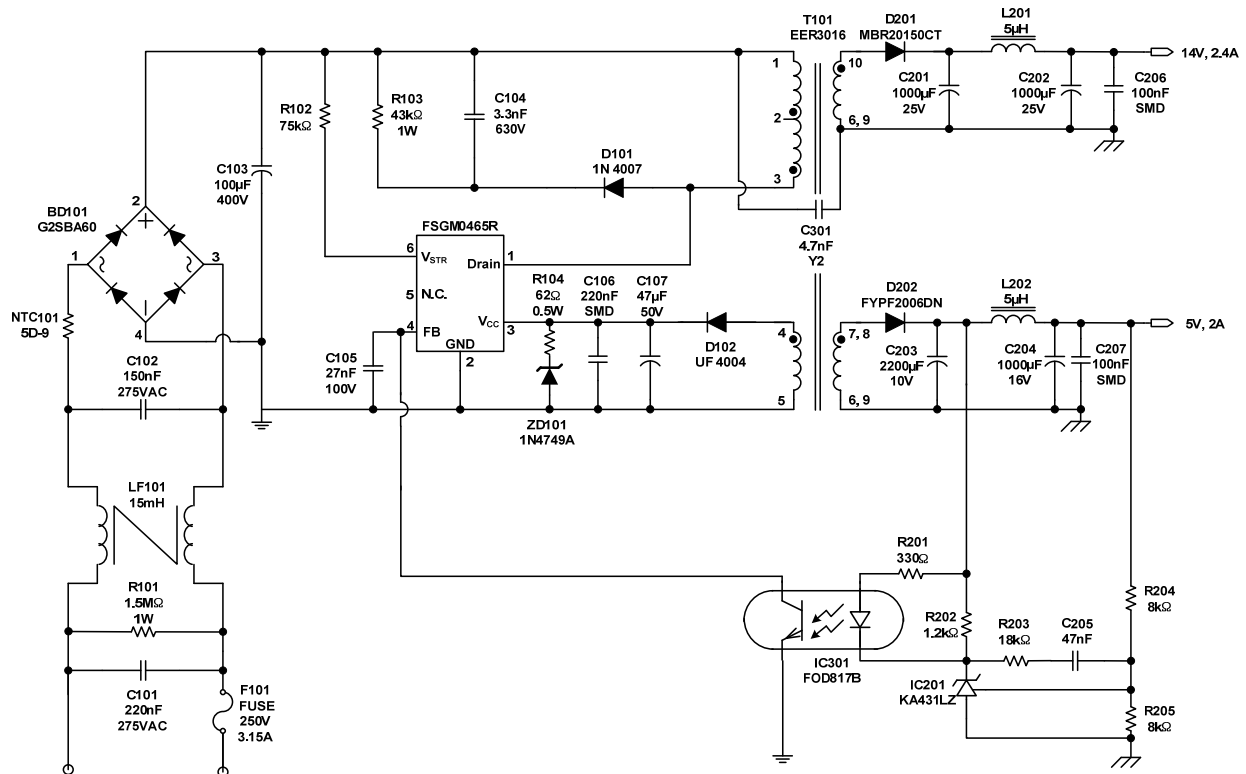 T101
EER3016
D201
MBR20150CT
L201
5µH
14V, 2.4A
1
2
3
10
6, 9
C201
1000µF
25V
C202
1000µF
25V
C206
100nF
SMD
R102
75kΩ
R103
43kΩ
1W
C104
3.3nF
630V
D101
1N 4007
C103
100µF
400V
BD101
G2SBA60
2
1
3
4
+
FSGM0465R
6
VSTR
Drain
1
5
N.C.
4
FB
VCC
3
GND
2
C301
4.7nF
Y2
R104
62Ω
0.5W
C106
220nF
SMD
C107
47µF
50V
D102
UF 4004
4
5
D202
FYPF2006DN
L202
5µH
5V, 2A
7, 8
6, 9
C203
2200µF
10V
C204
1000µF
16V
C207
100nF
SMD
NTC101
5D-9
C102
150nF
275VAC
C105
27nF
100V
ZD101
1N4749A
LF101
15mH
R101
1.5MΩ
1W
C101
220nF
275VAC
F101
FUSE
250V
3.15A
R201
330Ω
R202
1.2kΩ
R203
18kΩ
C205
47nF
R204
8kΩ
IC301
FOD817B
IC201
KA431LZ
R205
8kΩ